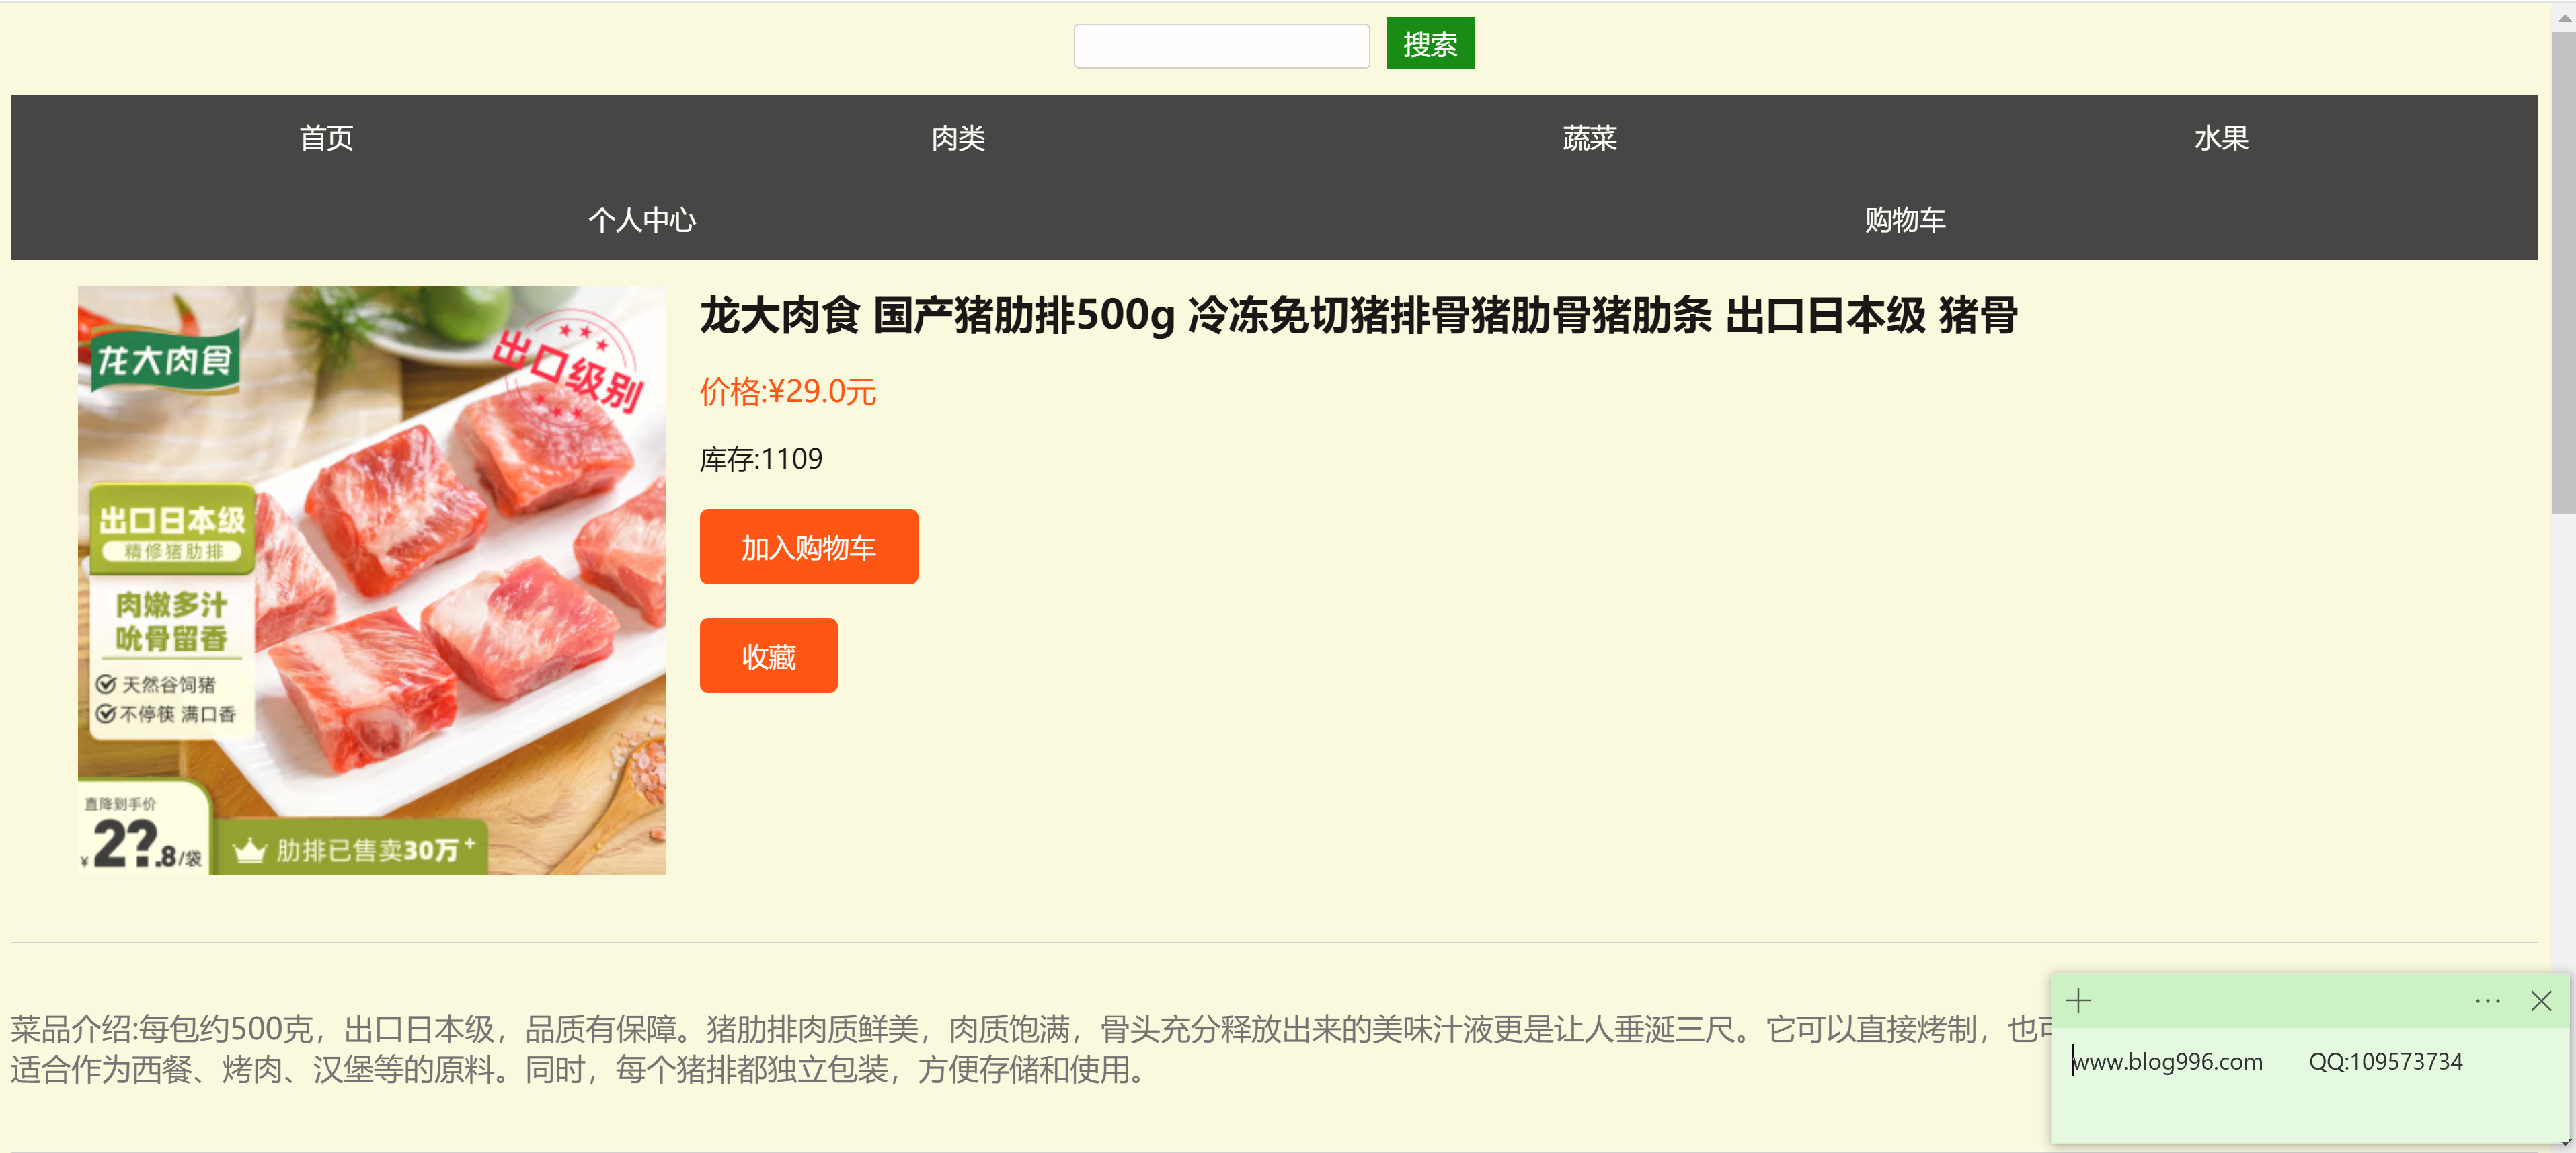 搜索
首页 肉类 蔬菜 水果
个人中心 购物车
龙大肉食
出口级别
出口日本级
精修猪肋排
肉嫩多汁
吮骨留香
天然谷饲猪
不停筷 满口香
直降到手价
¥2?.8/袋
肋排已售卖30万+
龙大肉食 国产猪肋排500g 冷冻免切猪排骨猪肋骨猪肋条 出口日本级 猪骨
价格:¥29.0元
库存:1109
加入购物车
收藏
菜品介绍:每包约500克，出口日本级，品质有保障。猪肋排肉质鲜美，肉质饱满，骨头充分释放出来的美味汁液更是让人垂涎三尺。它可以直接烤制，也可
适合作为西餐、烤肉、汉堡等的原料。同时，每个猪排都独立包装，方便存储和使用。
www.blog996.com QQ:109573734